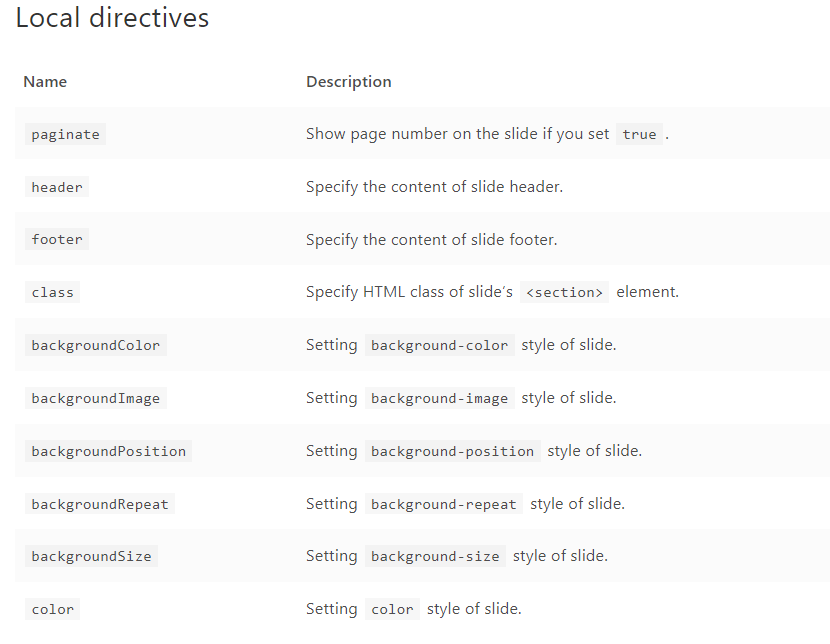 Local directives
Name Description
paginate Show page number on the slide if you set true .
header Specify the content of slide header.
footer Specify the content of slide footer.
class Specify HTML class of slide’s <section> element.
backgroundColor Setting background-color style of slide.
backgroundImage Setting background-image style of slide.
backgroundPosition Setting background-position style of slide.
backgroundRepeat Setting background-repeat style of slide.
backgroundSize Setting background-size style of slide.
color Setting color style of slide.